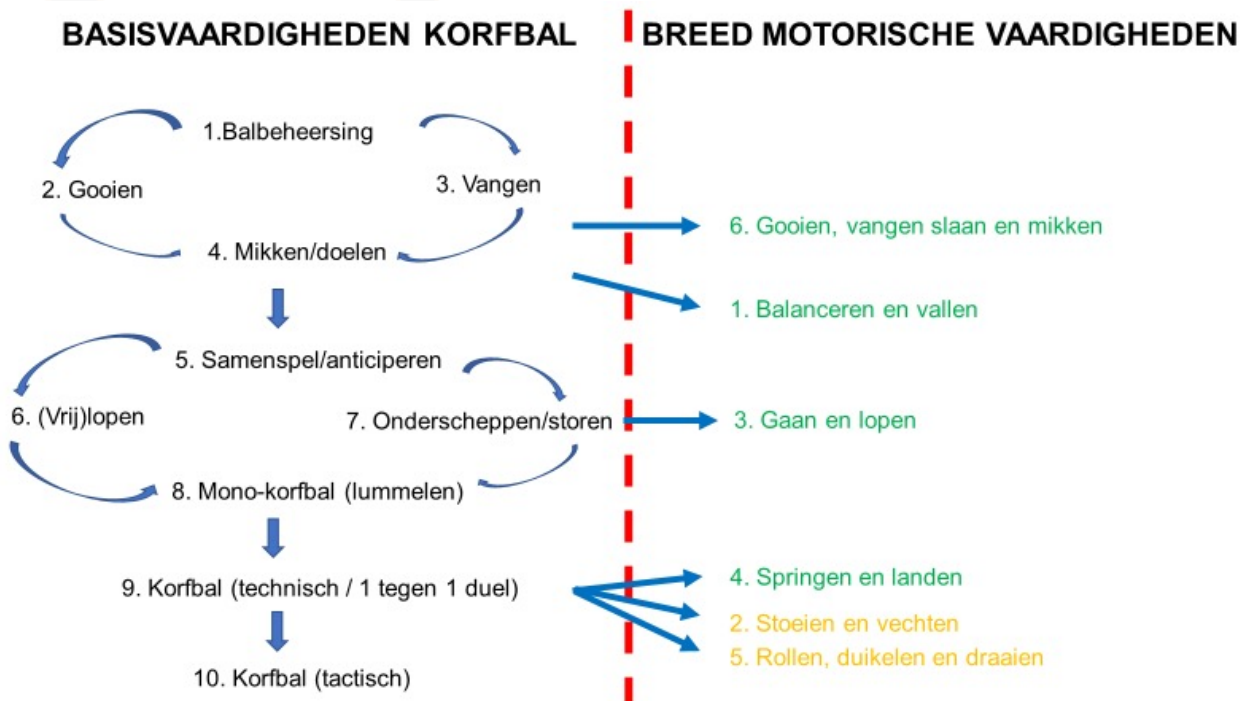 BASISVAARDIGHEDEN KORFBAL
1.Balbeheersing
2. Gooien
3. Vangen
4. Mikken/doelen
5. Samenspel/anticiperen
6. (Vrij)lopen
7. Onderscheppen/storen
8. Mono-korfbal (lummelen)
9. Korfbal (technisch / 1 tegen 1 duel)
10. Korfbal (tactisch)
BREED MOTORISCHE VAARDIGHEDEN
6. Gooien, vangen slaan en mikken
1. Balanceren en vallen
3. Gaan en lopen
4. Springen en landen
2. Stoeien en vechten
5. Rollen, duikelen en draaien